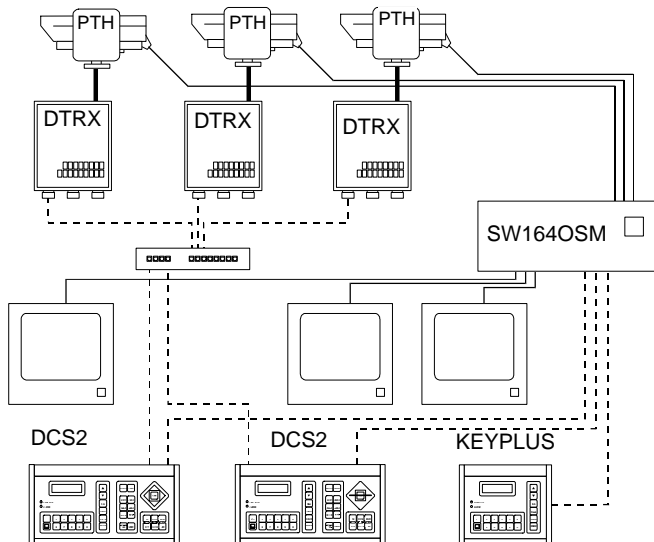 PTH
PTH
PTH
DTRX
DTRX
DTRX
SW164OSM
DCS2
DCS2
KEYPLUS